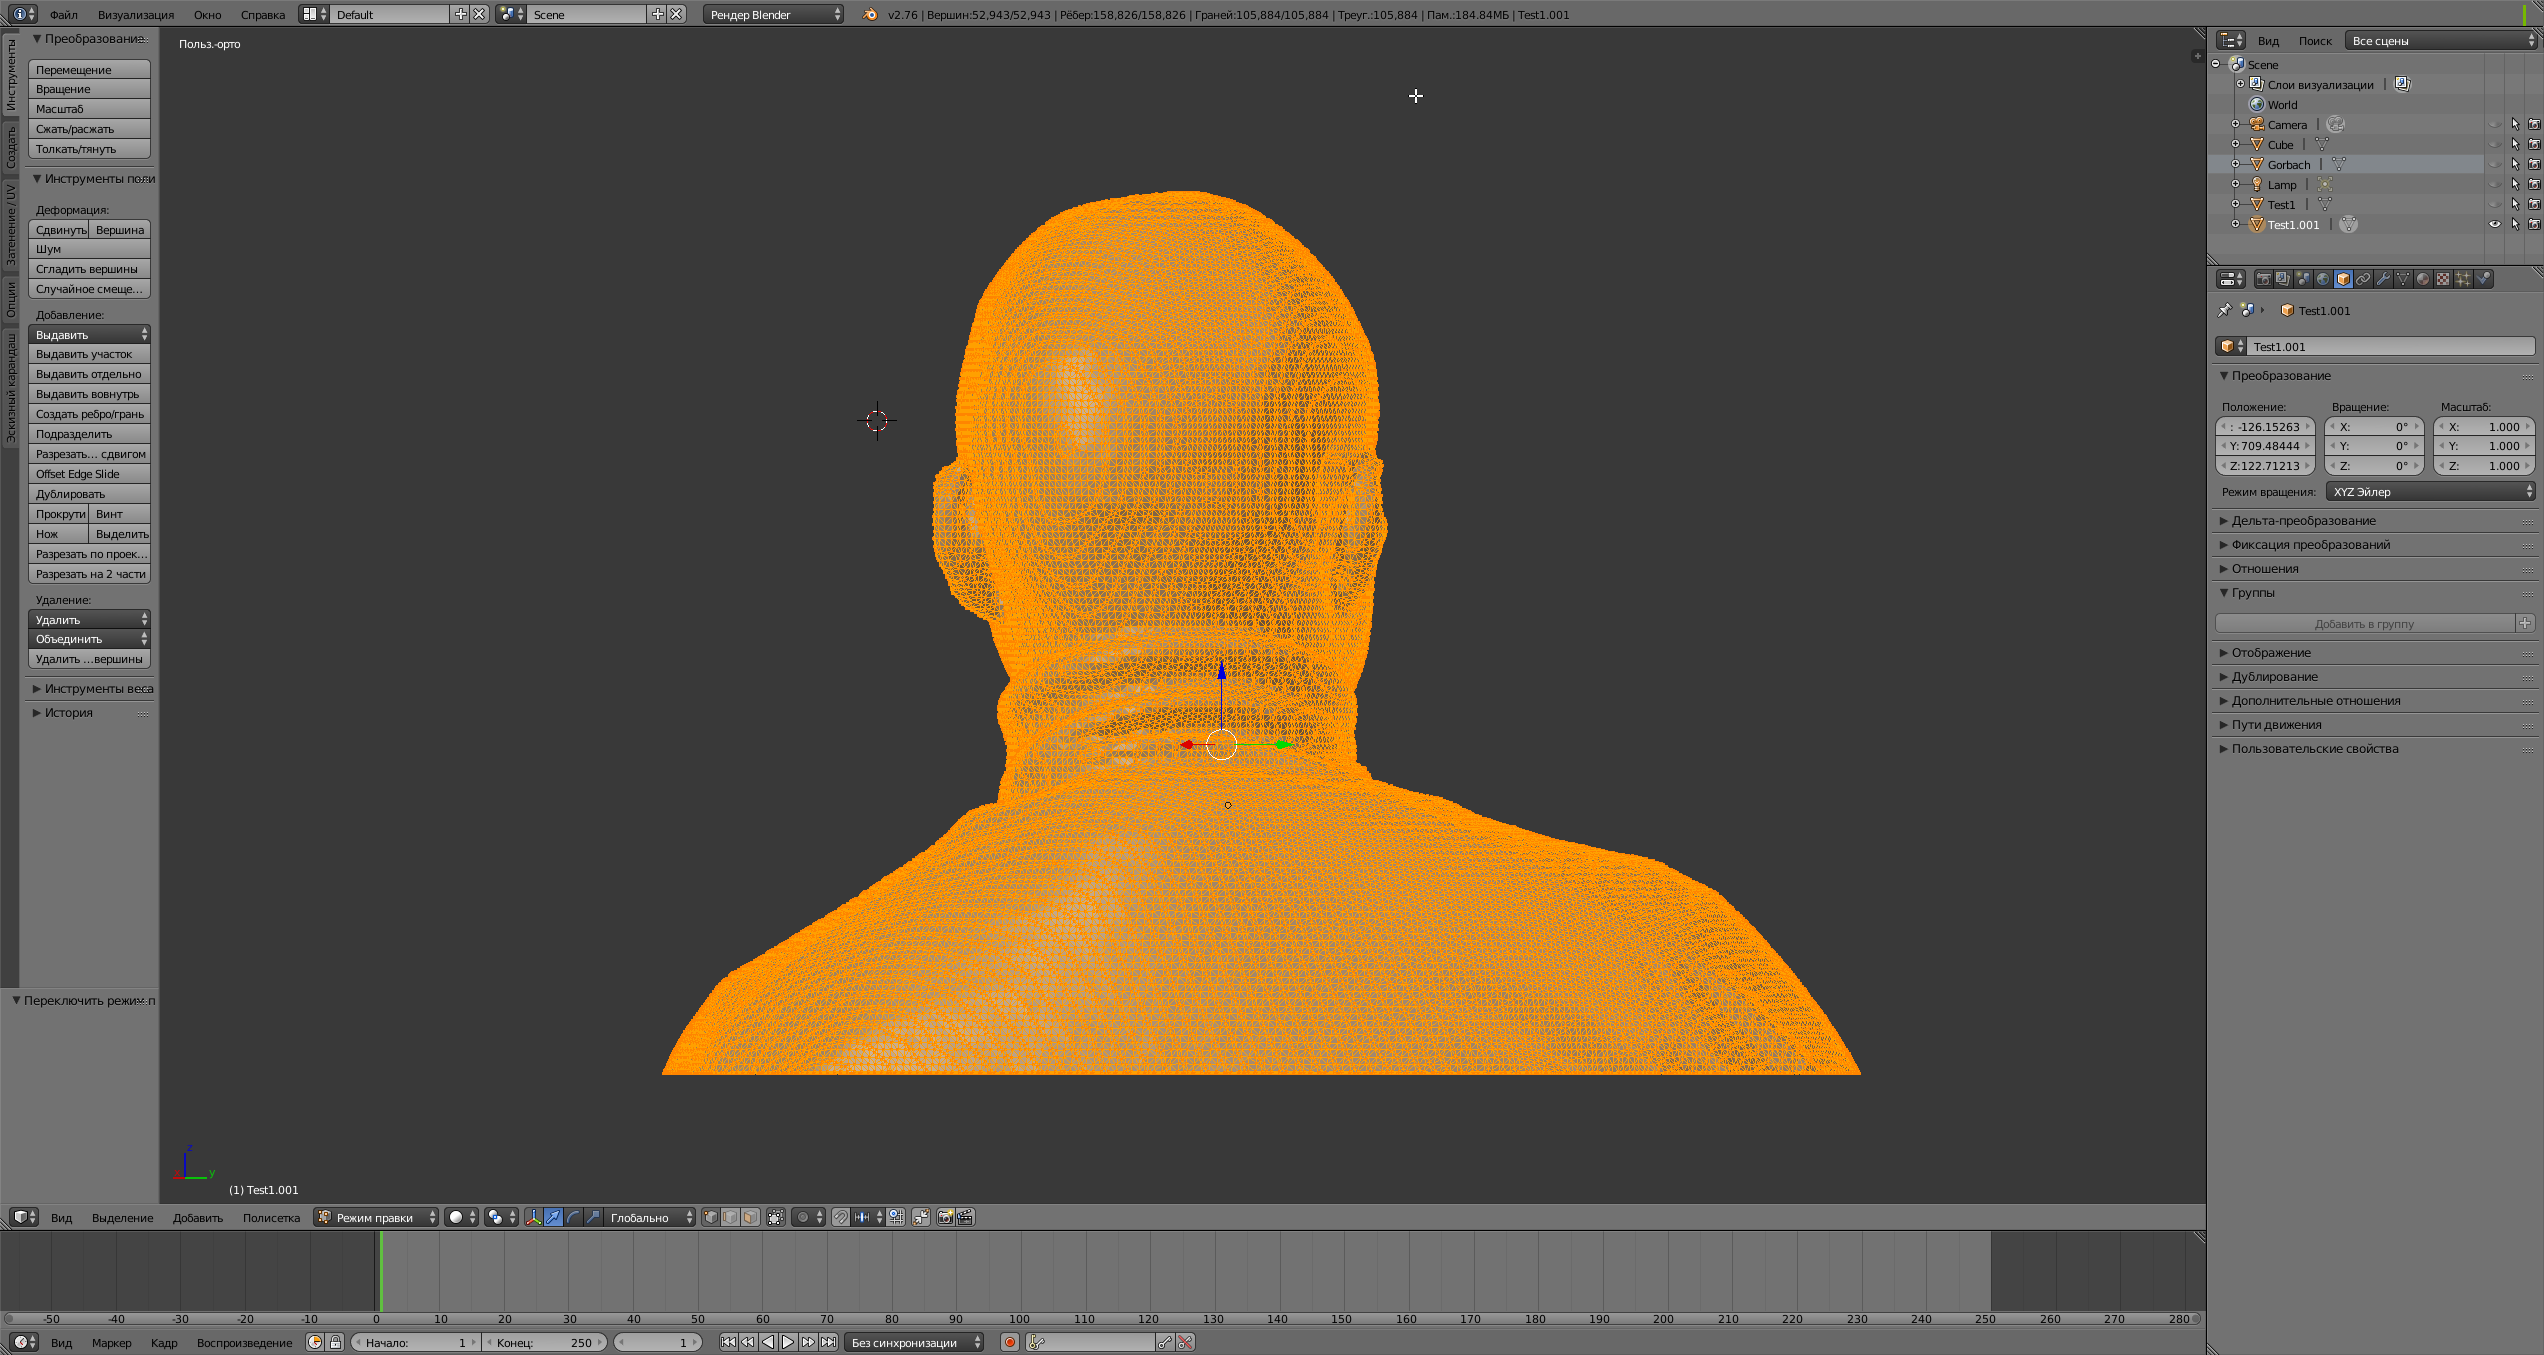 Файл Визуализация Окно Справка Default Scene Рендер Blender v2.76 | Вершин:52,943/52,943 | Рёбер:158,826/158,826 | Граней:105,884/105,884 | Треуг.:105,884 | Пам.:184.84МБ | Test1.001
Инструменты
Создать
Затенение / UV
Опции
Эскизный карандаш
Преобразование
Перемещение
Вращение
Масштаб
Сжать/расжать
Толкать/тянуть
Инструменты поли
Деформация:
Сдвинуть Вершина
Шум
Сгладить вершины
Случайное смеще...
Добавление:
Выдавить
Выдавить участок
Выдавить отдельно
Выдавить вовнутрь
Создать ребро/грань
Подразделить
Разрезать... сдвигом
Offset Edge Slide
Дублировать
Прокрути Винт
Нож Выделить
Разрезать по проек...
Разрезать на 2 части
Удаление:
Удалить
Объединить
Удалить ...вершины
Инструменты веса
История
Переключить режим п
Польз.-орто
z
x y
(1) Test1.001
Вид Поиск Все сцены
Scene
Слои визуализации |
World
Camera |
Cube |
Gorbach |
Lamp |
Test1 |
Test1.001 |
Test1.001
Test1.001
Преобразование
Положение: Вращение: Масштаб:
: -126.15263 X: 0° X: 1.000
Y:709.48444 Y: 0° Y: 1.000
Z:122.71213 Z: 0° Z: 1.000
Режим вращения: XYZ Эйлер
Дельта-преобразование
Фиксация преобразований
Отношения
Группы
Добавить в группу
Отображение
Дублирование
Дополнительные отношения
Пути движения
Пользовательские свойства
Вид Выделение Добавить Полисетка Режим правки Глобально
-50 -40 -30 -20 -10 0 10 20 30 40 50 60 70 80 90 100 110 120 130 140 150 160 170 180 190 200 210 220 230 240 250 260 270 280
Вид Маркер Кадр Воспроизведение Начало: 1 Конец: 250 1 Без синхронизации